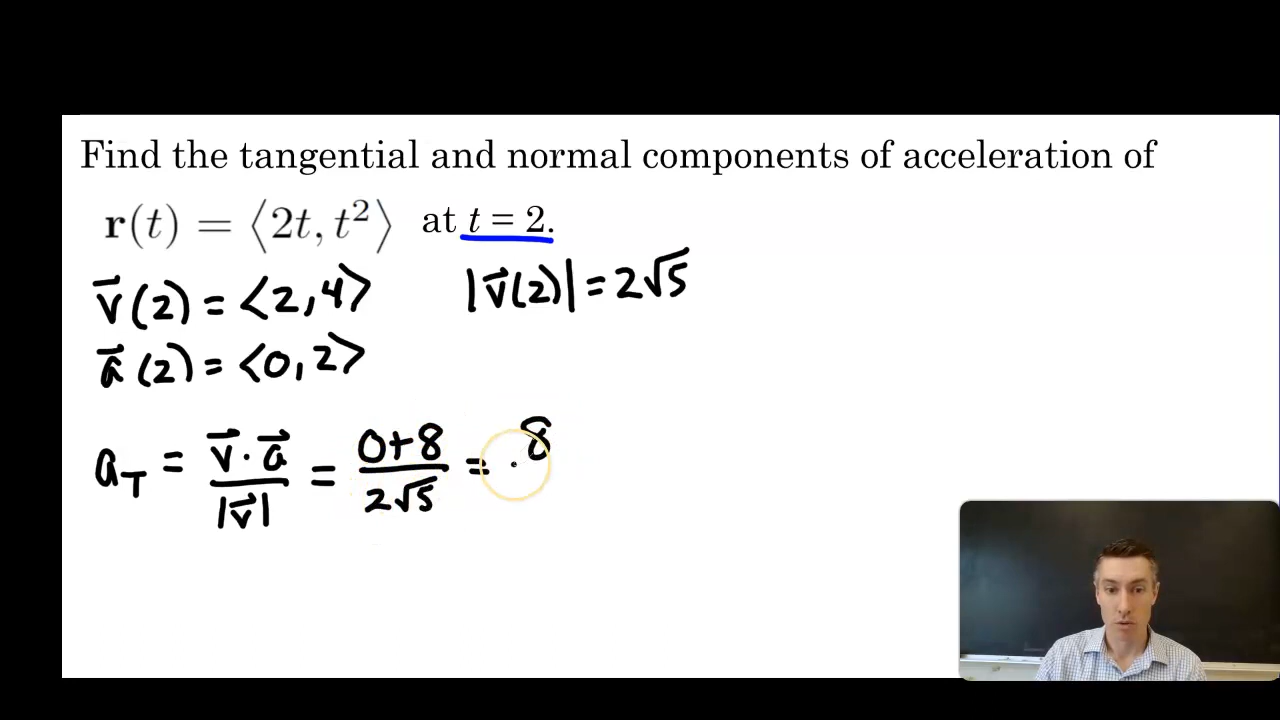 Find the tangential and normal components of acceleration of
r(t) = ⟨2t, t²⟩ at t = 2.
v⃗(2) = ⟨2,4⟩ |v⃗(2)| = 2√5
a⃗(2) = ⟨0,2⟩
a_T = (v⃗ · a⃗)/|v⃗| = (0+8)/(2√5) = 8